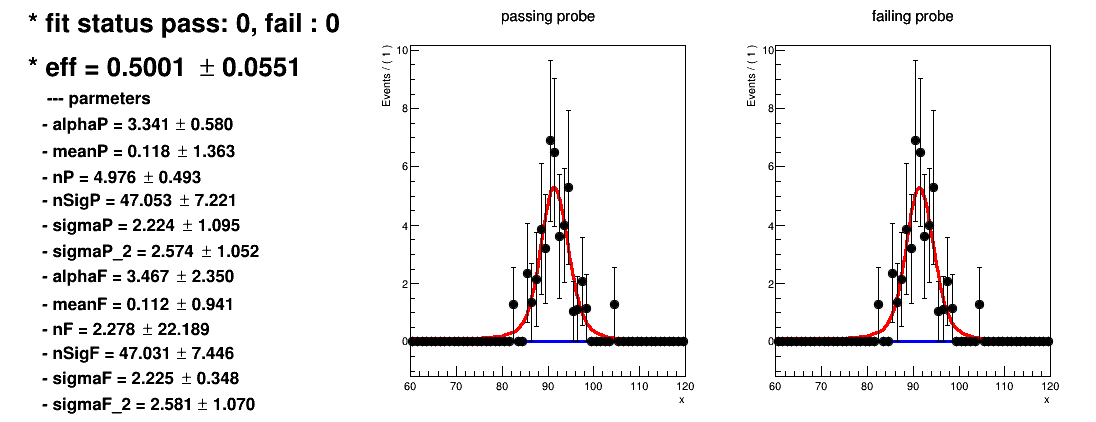 * fit status pass: 0, fail : 0
* eff = 0.5001 ± 0.0551
--- parmeters
- alphaP = 3.341 ± 0.580
- meanP = 0.118 ± 1.363
- nP = 4.976 ± 0.493
- nSigP = 47.053 ± 7.221
- sigmaP = 2.224 ± 1.095
- sigmaP_2 = 2.574 ± 1.052
- alphaF = 3.467 ± 2.350
- meanF = 0.112 ± 0.941
- nF = 2.278 ± 22.189
- nSigF = 47.031 ± 7.446
- sigmaF = 2.225 ± 0.348
- sigmaF_2 = 2.581 ± 1.070
passing probe
Events / ( 1 )
10
8
6
4
2
0
60 70 80 90 100 110 120
x
failing probe
Events / ( 1 )
10
8
6
4
2
0
60 70 80 90 100 110 120
x